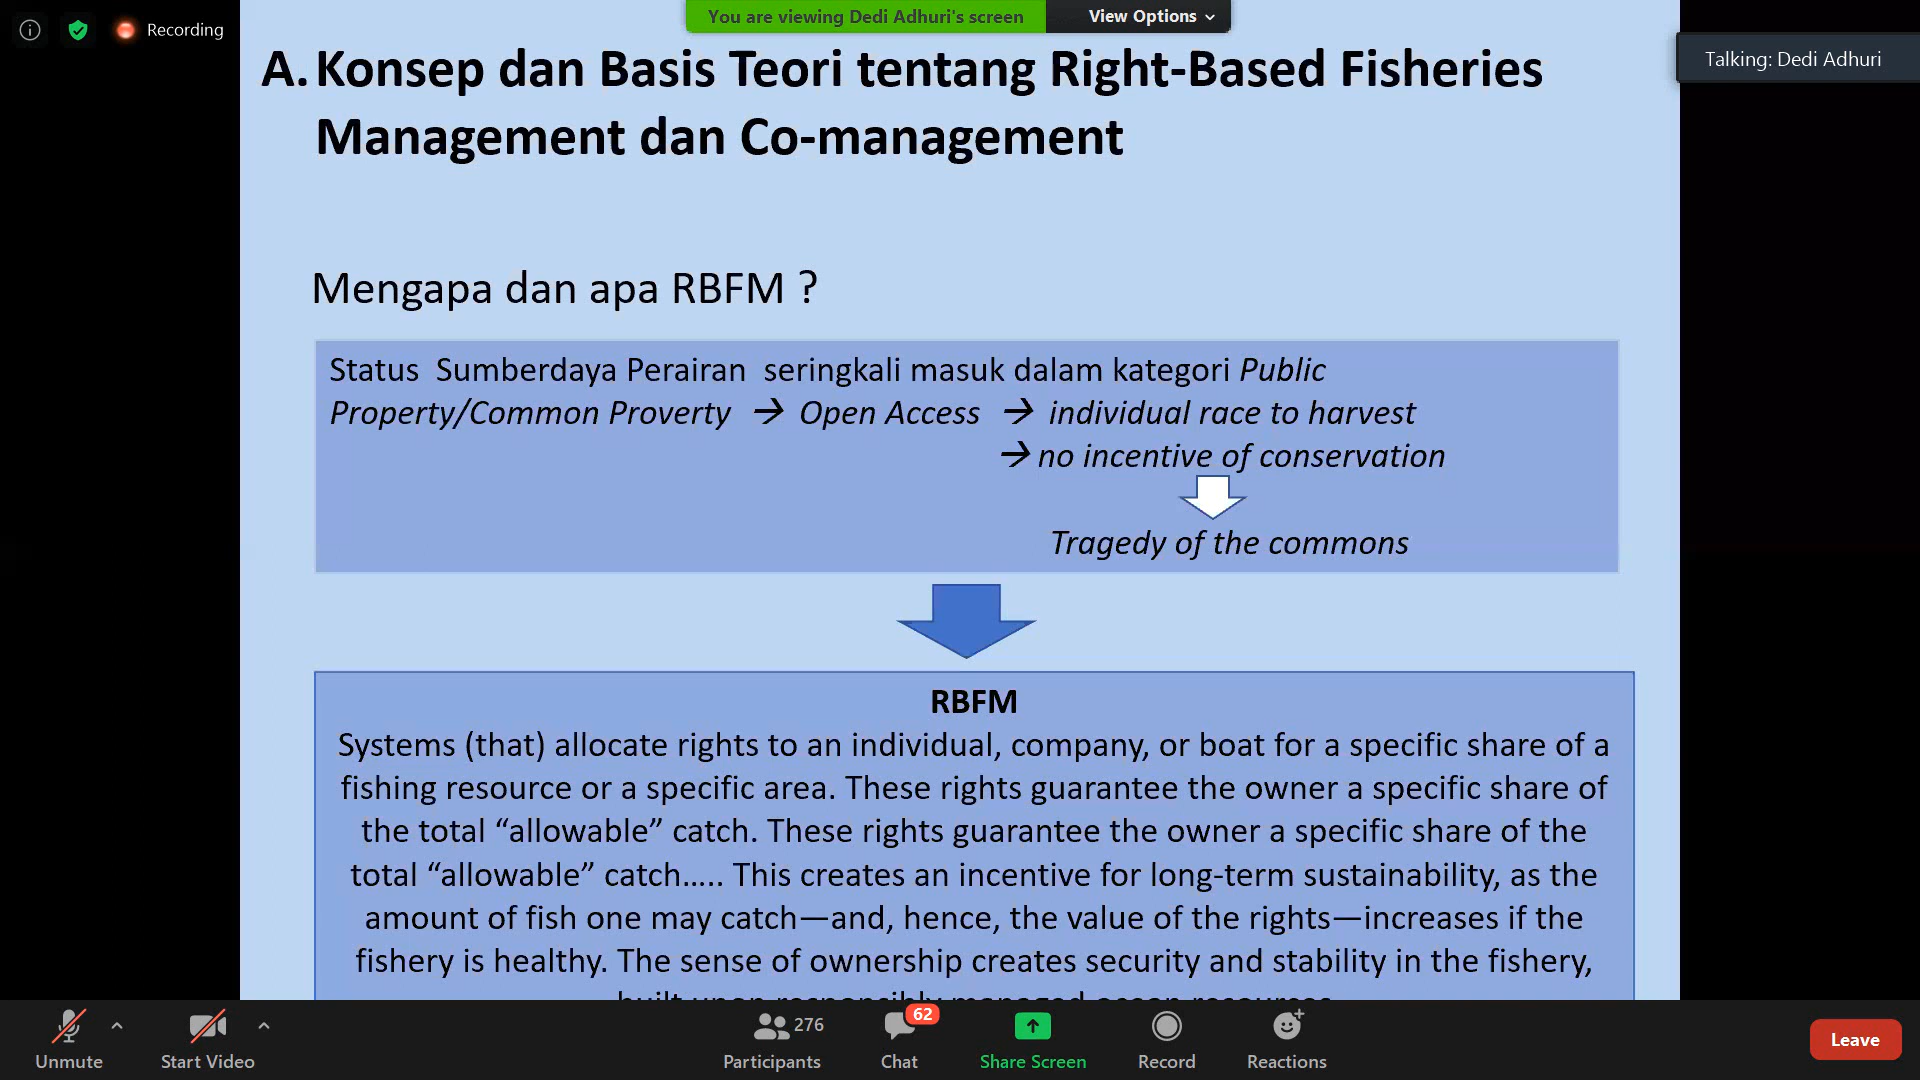 Recording
You are viewing Dedi Adhuri's screen
View Options
Talking: Dedi Adhuri
A. Konsep dan Basis Teori tentang Right-Based Fisheries
Management dan Co-management
Mengapa dan apa RBFM ?
Status Sumberdaya Perairan seringkali masuk dalam kategori Public
Property/Common Proverty → Open Access → individual race to harvest
→ no incentive of conservation
Tragedy of the commons
RBFM
Systems (that) allocate rights to an individual, company, or boat for a specific share of a
fishing resource or a specific area. These rights guarantee the owner a specific share of
the total “allowable” catch. These rights guarantee the owner a specific share of the
total “allowable” catch….. This creates an incentive for long-term sustainability, as the
amount of fish one may catch—and, hence, the value of the rights—increases if the
fishery is healthy. The sense of ownership creates security and stability in the fishery,
built upon responsibly managed ocean resources
Unmute
Start Video
276
Participants
62
Chat
Share Screen
Record
Reactions
Leave